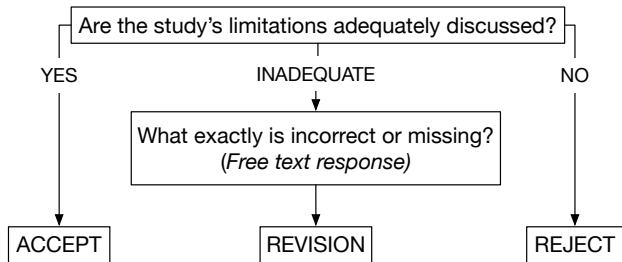 Are the study’s limitations adequately discussed?
YES
INADEQUATE
NO
What exactly is incorrect or missing?
(Free text response)
ACCEPT
REVISION
REJECT